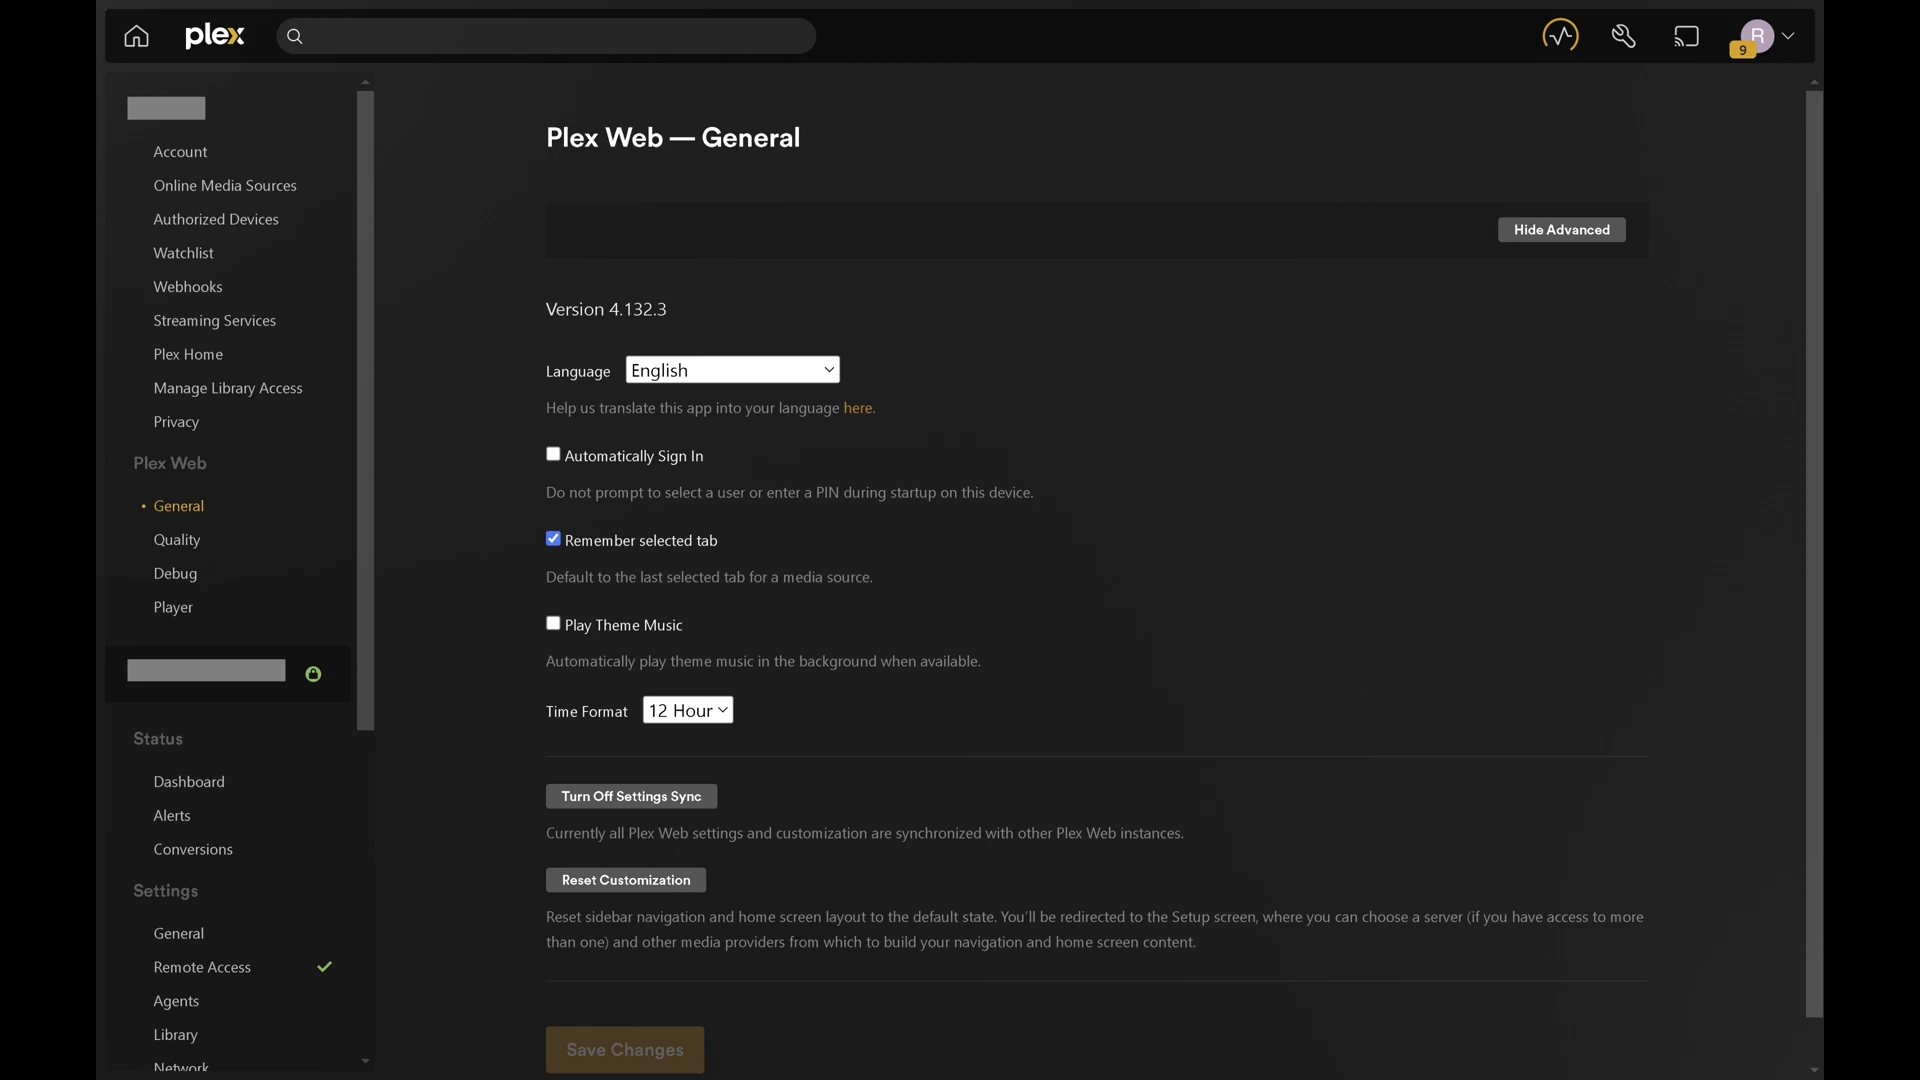 plex
R
9
Account
Online Media Sources
Authorized Devices
Watchlist
Webhooks
Streaming Services
Plex Home
Manage Library Access
Privacy
Plex Web
General
Quality
Debug
Player
Status
Dashboard
Alerts
Conversions
Settings
General
Remote Access
Agents
Library
Network
Plex Web — General
Hide Advanced
Version 4.132.3
Language English
Help us translate this app into your language here.
Automatically Sign In
Do not prompt to select a user or enter a PIN during startup on this device.
Remember selected tab
Default to the last selected tab for a media source.
Play Theme Music
Automatically play theme music in the background when available.
Time Format 12 Hour
Turn Off Settings Sync
Currently all Plex Web settings and customization are synchronized with other Plex Web instances.
Reset Customization
Reset sidebar navigation and home screen layout to the default state. You'll be redirected to the Setup screen, where you can choose a server (if you have access to more
than one) and other media providers from which to build your navigation and home screen content.
Save Changes